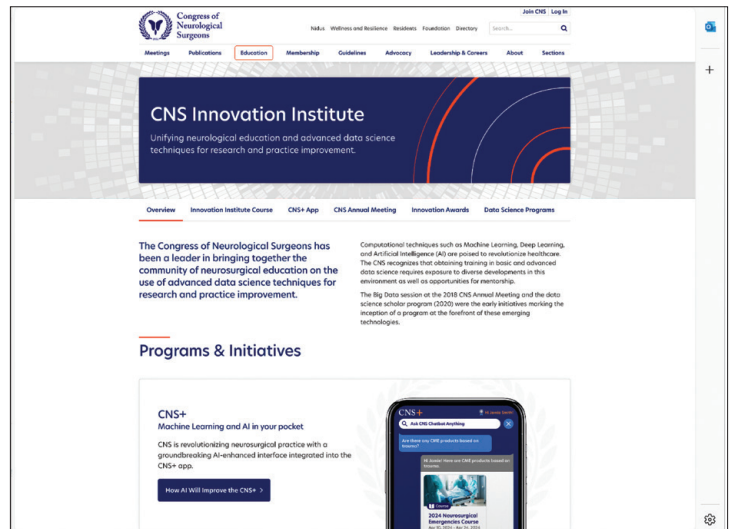 Join CNS Log In
Congress of
Neurological
Surgeons
Nexus Wellness and Resilience Residents Foundation Directory Search...
Meetings Publications Education Membership Guidelines Advocacy Leadership & Careers About Sections
CNS Innovation Institute
Unifying neurological education and advanced data science
techniques for research and practice improvement.
Overview Innovation Institute Course CNS+ App CNS Annual Meeting Innovation Awards Data Science Programs
The Congress of Neurological Surgeons has
been a leader in bringing together the
community of neurosurgical education on the
use of advanced data science techniques for
research and practice improvement.
Computational techniques such as Machine Learning, Deep Learning,
and Artificial Intelligence (AI) are poised to revolutionize healthcare.
The CNS recognizes that obtaining training in basic and advanced
data science requires exposure to diverse developments in this
environment as well as opportunities for mentorship.
The Big Data session at the 2018 CNS Annual Meeting and the data
science scholar program (2020) were the early initiatives marking the
inception of a program at the forefront of these emerging
technologies.
Programs & Initiatives
CNS+
Machine Learning and AI in your pocket
CNS is revolutionizing neurosurgical practice with a
groundbreaking AI-enhanced interface integrated into the
CNS+ app.
How AI Will Improve the CNS+ >
CNS+
Ask CNS Chatbot Anything
Are there any CME products based on
trauma?
Hi Jessie! Here are CME products based on
trauma.
Course
2024 Neurosurgical
Emergencies Course